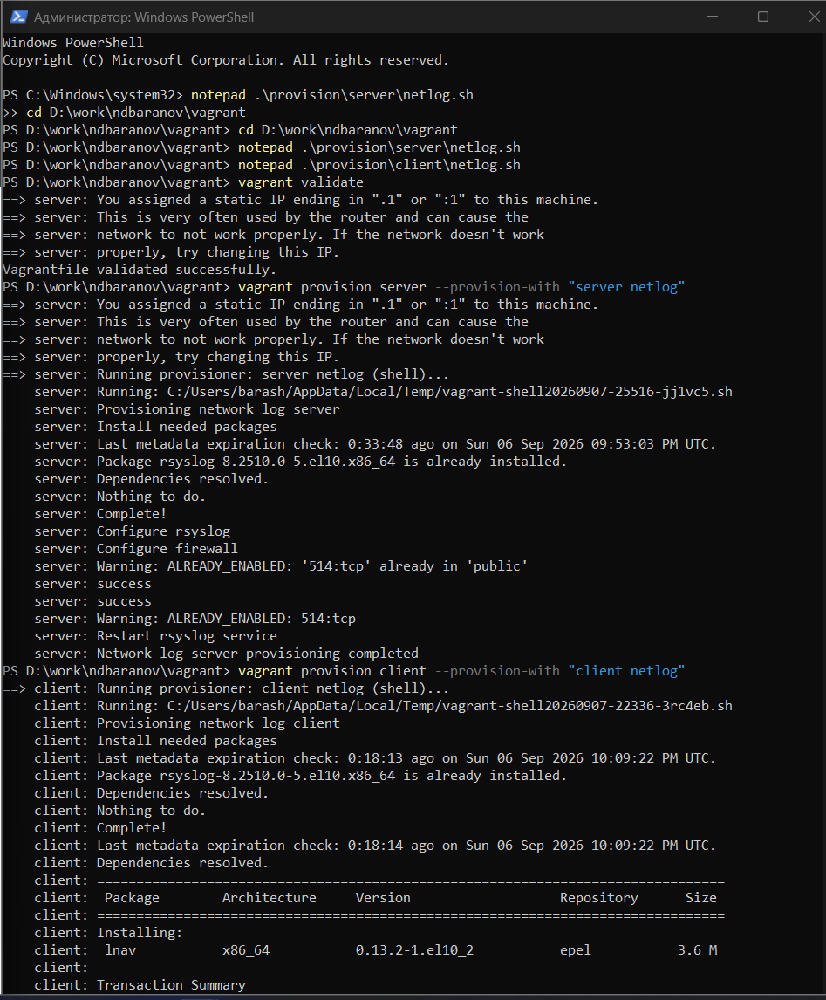 Администратор: Windows PowerShell
Windows PowerShell
Copyright (C) Microsoft Corporation. All rights reserved.
PS C:\Windows\system32> notepad .\provision\server\netlog.sh
>> cd D:\work\ndbaranov\vagrant
PS D:\work\ndbaranov\vagrant> cd D:\work\ndbaranov\vagrant
PS D:\work\ndbaranov\vagrant> notepad .\provision\server\netlog.sh
PS D:\work\ndbaranov\vagrant> notepad .\provision\client\netlog.sh
PS D:\work\ndbaranov\vagrant> vagrant validate
==> server: You assigned a static IP ending in ".1" or ":1" to this machine.
==> server: This is very often used by the router and can cause the
==> server: network to not work properly. If the network doesn't work
==> server: properly, try changing this IP.
Vagrantfile validated successfully.
PS D:\work\ndbaranov\vagrant> vagrant provision server --provision-with "server netlog"
==> server: You assigned a static IP ending in ".1" or ":1" to this machine.
==> server: This is very often used by the router and can cause the
==> server: network to not work properly. If the network doesn't work
==> server: properly, try changing this IP.
==> server: Running provisioner: server netlog (shell)...
server: Running: C:/Users/barash/AppData/Local/Temp/vagrant-shell20260907-25516-jj1vc5.sh
server: Provisioning network log server
server: Install needed packages
server: Last metadata expiration check: 0:33:48 ago on Sun 06 Sep 2026 09:53:03 PM UTC.
server: Package rsyslog-8.2510.0-5.el10.x86_64 is already installed.
server: Dependencies resolved.
server: Nothing to do.
server: Complete!
server: Configure rsyslog
server: Configure firewall
server: Warning: ALREADY_ENABLED: '514:tcp' already in 'public'
server: success
server: success
server: Warning: ALREADY_ENABLED: 514:tcp
server: Restart rsyslog service
server: Network log server provisioning completed
PS D:\work\ndbaranov\vagrant> vagrant provision client --provision-with "client netlog"
==> client: Running provisioner: client netlog (shell)...
client: Running: C:/Users/barash/AppData/Local/Temp/vagrant-shell20260907-22336-3rc4eb.sh
client: Provisioning network log client
client: Install needed packages
client: Last metadata expiration check: 0:18:13 ago on Sun 06 Sep 2026 10:09:22 PM UTC.
client: Package rsyslog-8.2510.0-5.el10.x86_64 is already installed.
client: Dependencies resolved.
client: Nothing to do.
client: Complete!
client: Last metadata expiration check: 0:18:14 ago on Sun 06 Sep 2026 10:09:22 PM UTC.
client: Dependencies resolved.
client: ================================================================================
client: Package Architecture Version Repository Size
client: ================================================================================
client: Installing:
client: lnav x86_64 0.13.2-1.el10_2 epel 3.6 M
client:
client: Transaction Summary